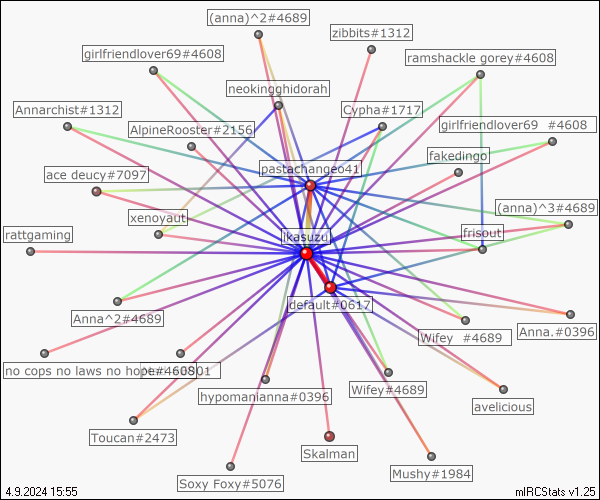 (anna)^2#4689
zibbits#1312
girlfriendlover69#4608
ramshackle gorey#4608
neokingghidorah
Annarchist#1312
Cypha#1717
girlfriendlover69 #4608
AlpineRooster#2156
fakedingo
pastachangeo41
ace deucy#7097
(anna)^3#4689
xenoyaut
rattgaming
ikasuzu
frisout
default#0617
Anna^2#4689
Wifey #4689
Anna.#0396
no cops no laws no hope#4608
Wifey#4689
hypomanianna#0396
avelicious
Toucan#2473
Skalman
Mushy#1984
Soxy Foxy#5076
4.9.2024 15:55
mIRCStats v1.25